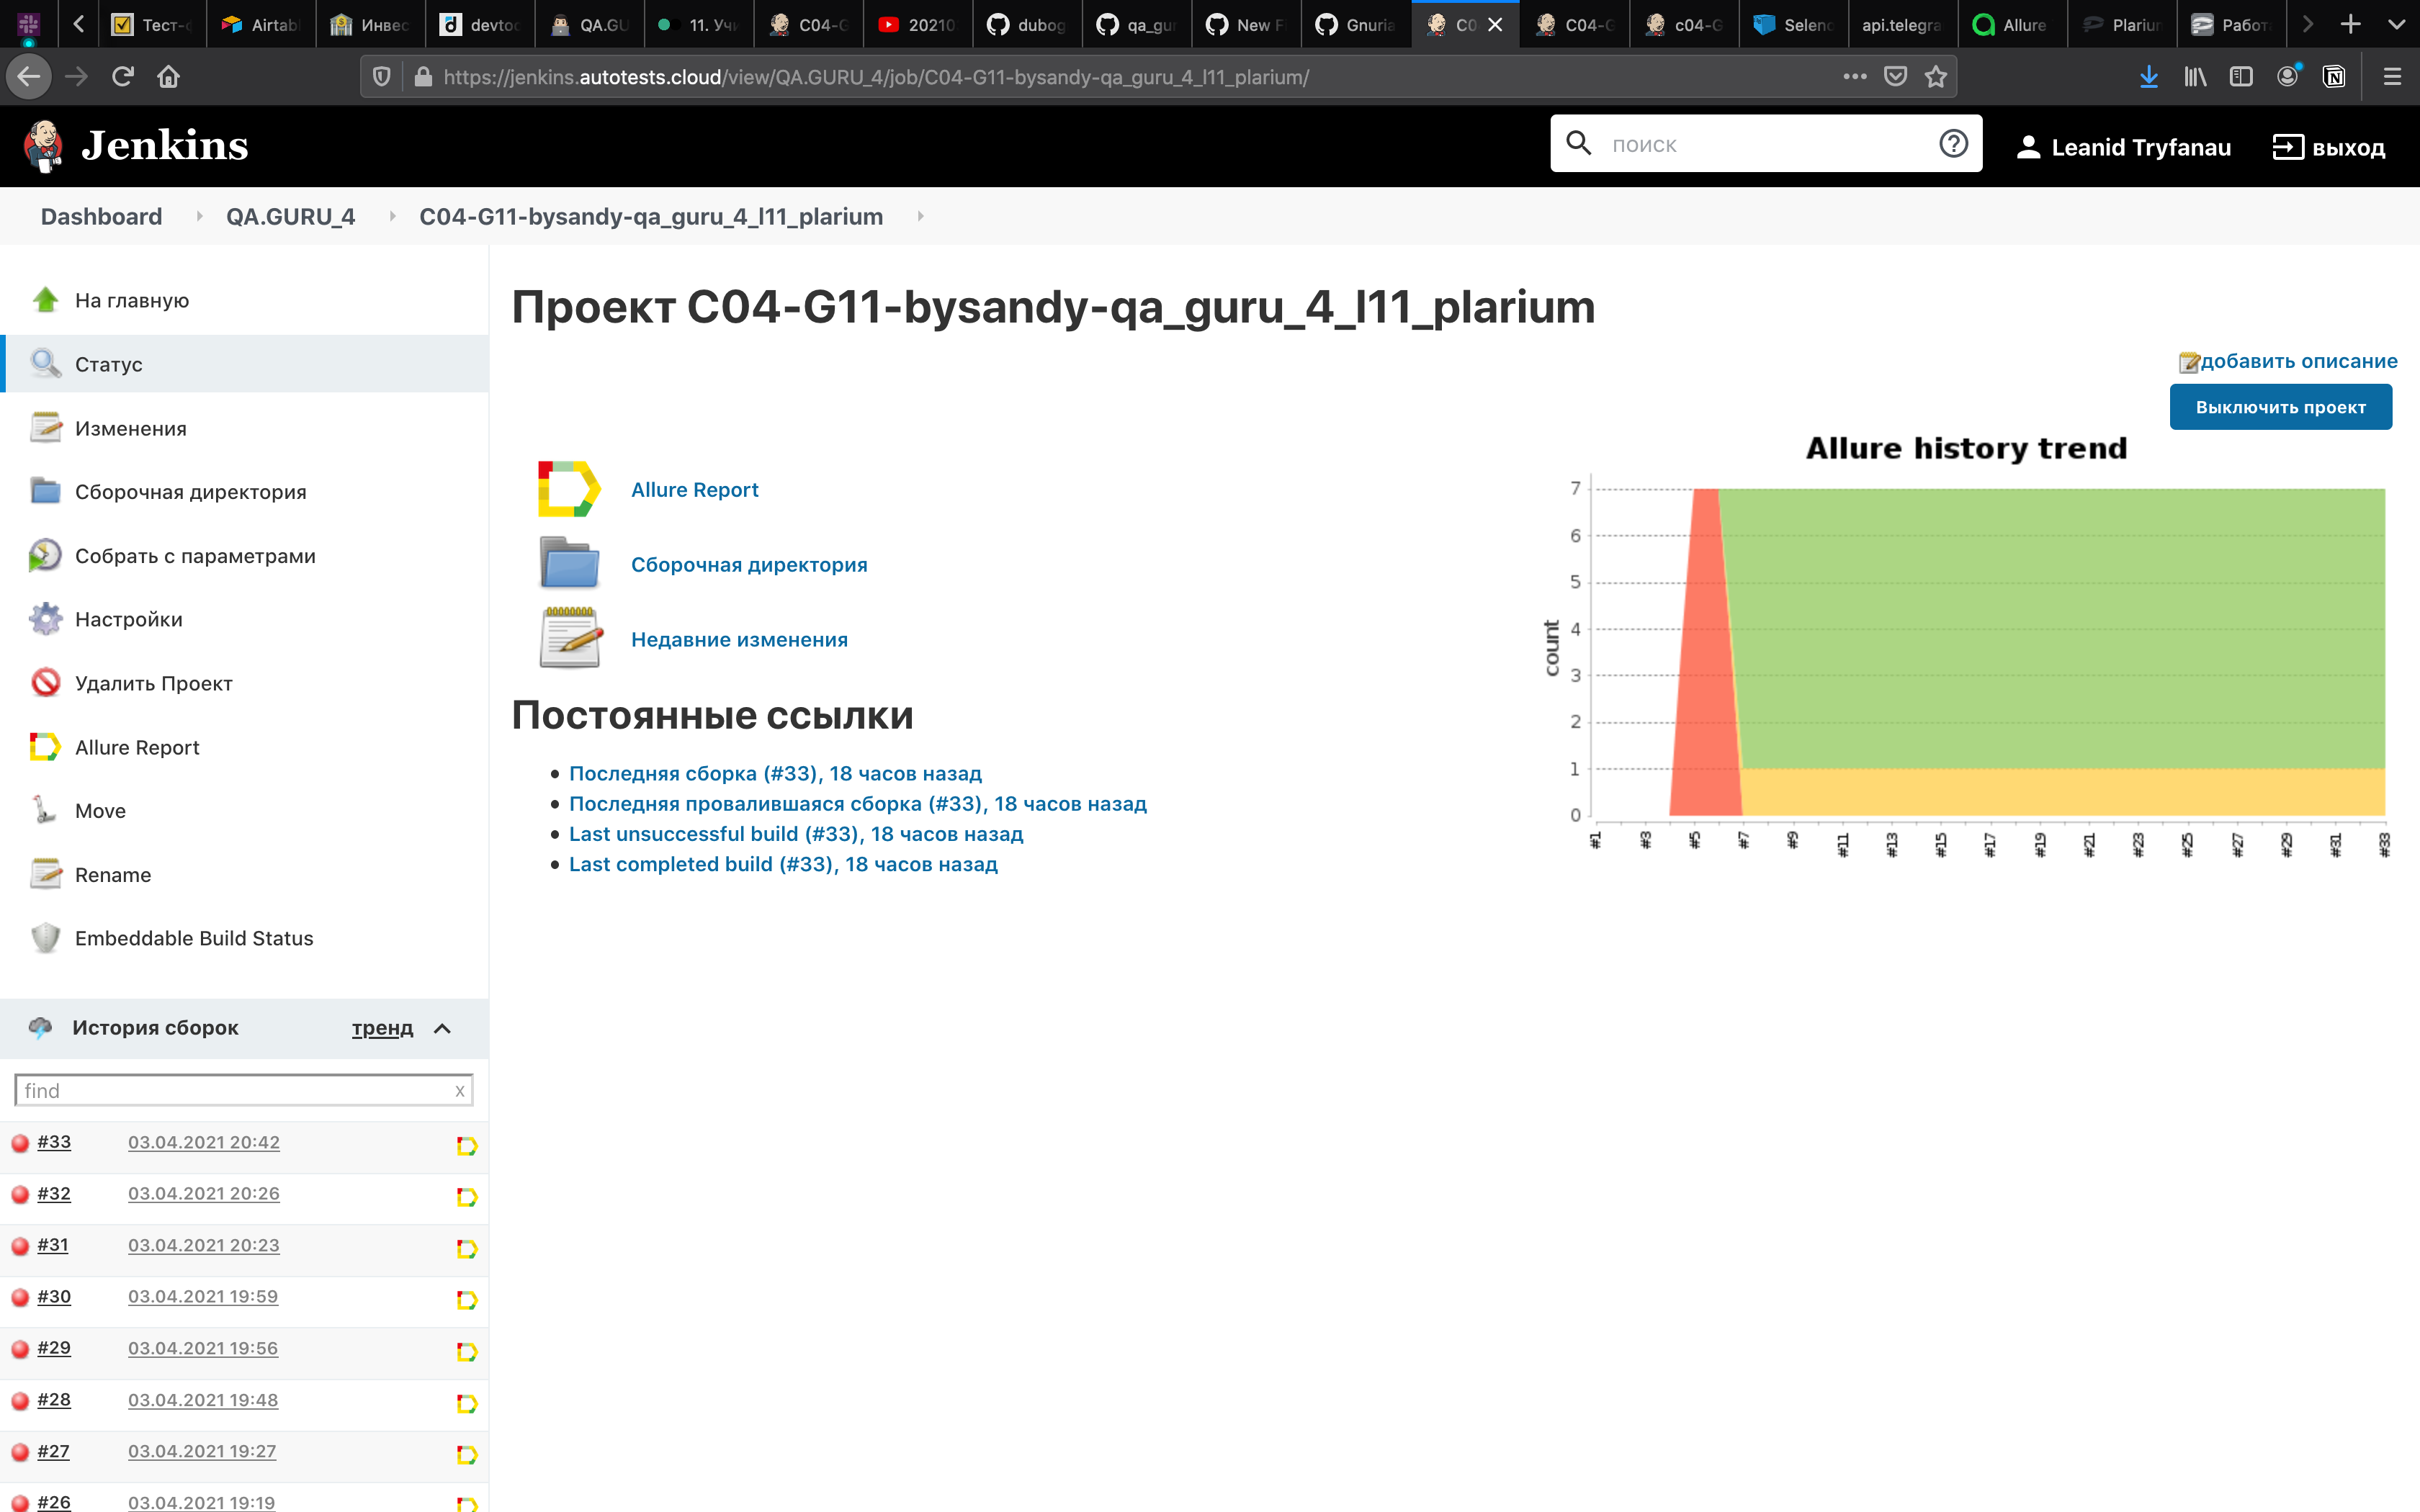 Тест-
Airtab
Инвес
devtoo
QA.GU
11. Учи
C04-G
20210
dubog
qa_gu
New F
Gnuria
C0
C04-G
c04-G
Seleno
api.telegra
Allure
Plarium
Работ
https://jenkins.autotests.cloud/view/QA.GURU_4/job/C04-G11-bysandy-qa_guru_4_l11_plarium/
Jenkins
поиск
Leanid Tryfanau
выход
Dashboard
QA.GURU_4
C04-G11-bysandy-qa_guru_4_l11_plarium
На главную
Статус
Изменения
Сборочная директория
Собрать с параметрами
Настройки
Удалить Проект
Allure Report
Move
Rename
Embeddable Build Status
История сборок
тренд
find
x
#33 03.04.2021 20:42
#32 03.04.2021 20:26
#31 03.04.2021 20:23
#30 03.04.2021 19:59
#29 03.04.2021 19:56
#28 03.04.2021 19:48
#27 03.04.2021 19:27
#26 03.04.2021 19:19
Проект C04-G11-bysandy-qa_guru_4_l11_plarium
добавить описание
Выключить проект
Allure Report
Сборочная директория
Недавние изменения
Постоянные ссылки
Последняя сборка (#33), 18 часов назад
Последняя провалившаяся сборка (#33), 18 часов назад
Last unsuccessful build (#33), 18 часов назад
Last completed build (#33), 18 часов назад
Allure history trend
count
7
6
5
4
3
2
1
0
#1 #3 #5 #7 #9 #11 #13 #15 #17 #19 #21 #23 #25 #27 #29 #31 #33